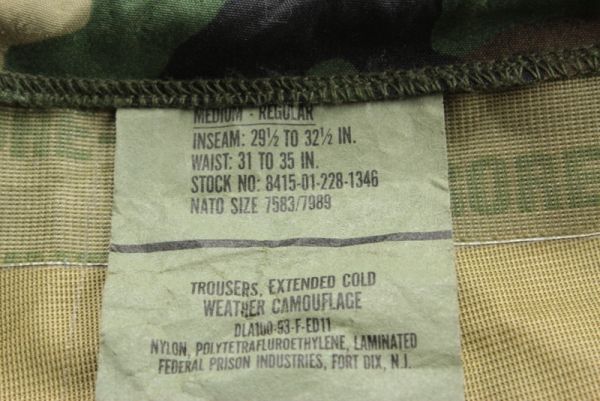 MEDIUM - REGULAR
INSEAM: 29½ TO 32½ IN.
WAIST: 31 TO 35 IN.
STOCK NO: 8415-01-228-1346
NATO SIZE 7583/7989
TROUSERS, EXTENDED COLD
WEATHER CAMOUFLAGE
DLA100-93-F-ED11
NYLON, POLYTETRAFLUROETHYLENE, LAMINATED
FEDERAL PRISON INDUSTRIES, FORT DIX, N.J.